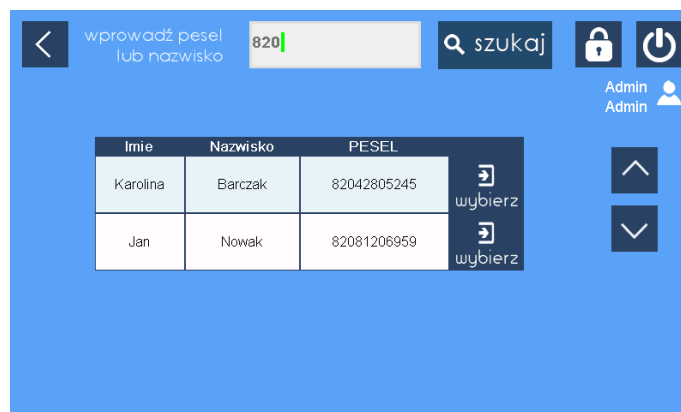 wprowadź pesel
lub nazwisko
820
szukaj
Admin
Admin
Imie Nazwisko PESEL
Karolina Barczak 82042805245 wybierz
Jan Nowak 82081206959 wybierz